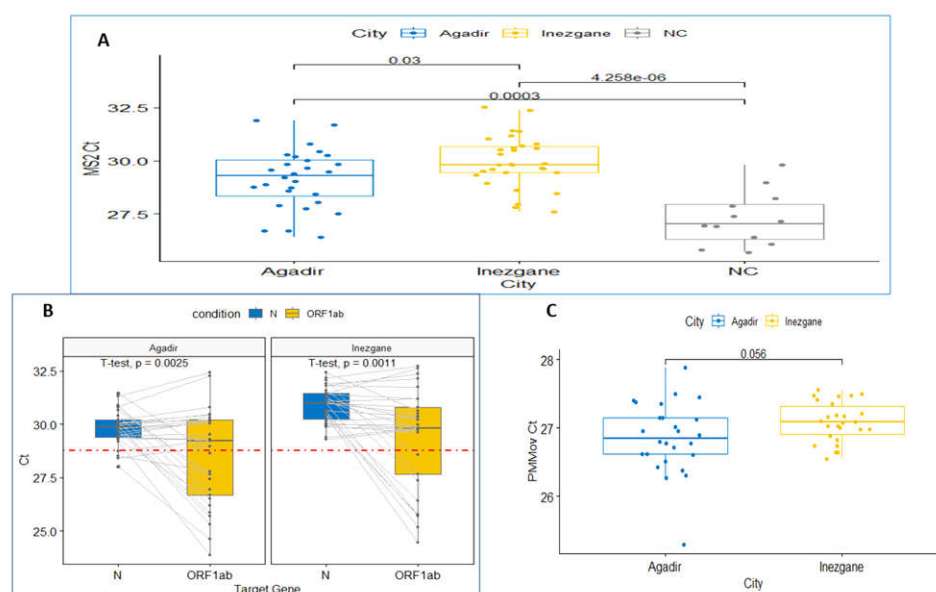 A
City Agadir Inezgane NC
0.03
4.258e-06
0.0003
MS2 Ct
32.5
30.0
27.5
Agadir Inezgane NC
City
B
condition N ORF1ab
Agadir Inezgane
T-test, p = 0.0025 T-test, p = 0.0011
Ct
32.5
30.0
27.5
25.0
N ORF1ab N ORF1ab
Target Gene
C
City Agadir Inezgane
0.056
PMMov Ct
28
27
26
Agadir Inezgane
City